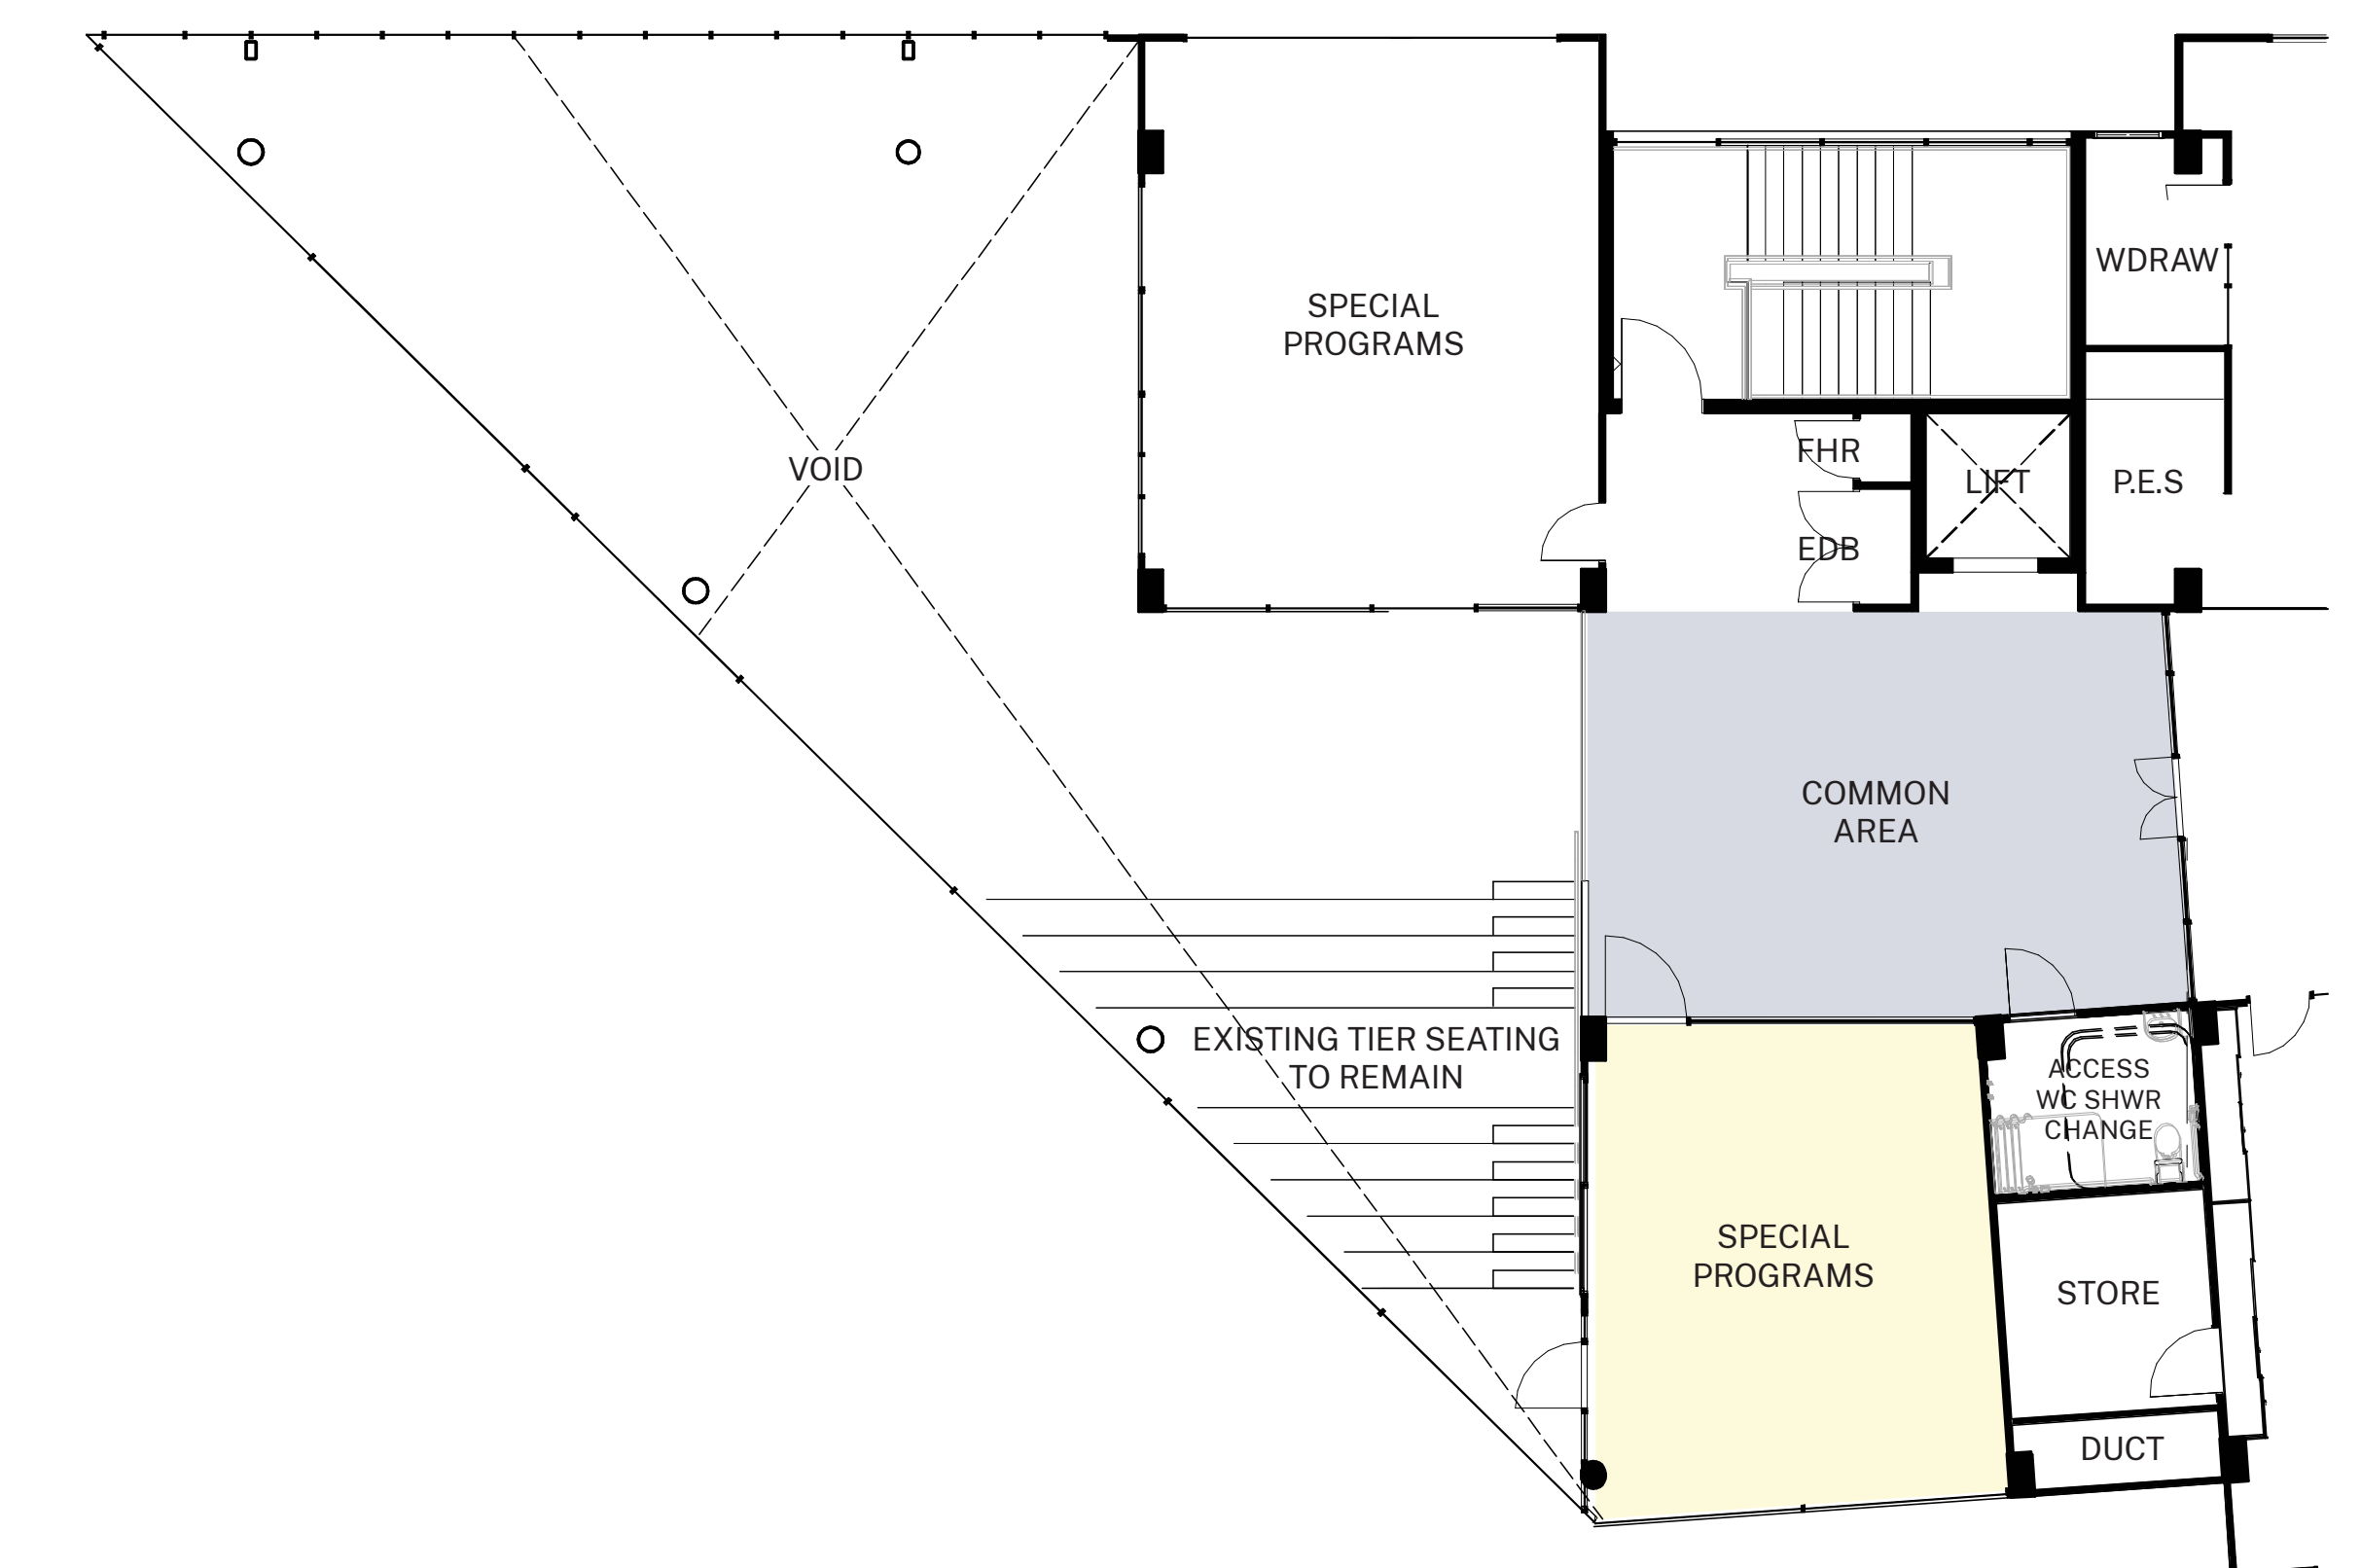 SPECIAL
PROGRAMS
WDRAW
VOID
FHR
LIFT
P.E.S
EDB
COMMON
AREA
EXISTING TIER SEATING
TO REMAIN
ACCESS
WC SHWR
CHANGE
SPECIAL
PROGRAMS
STORE
DUCT